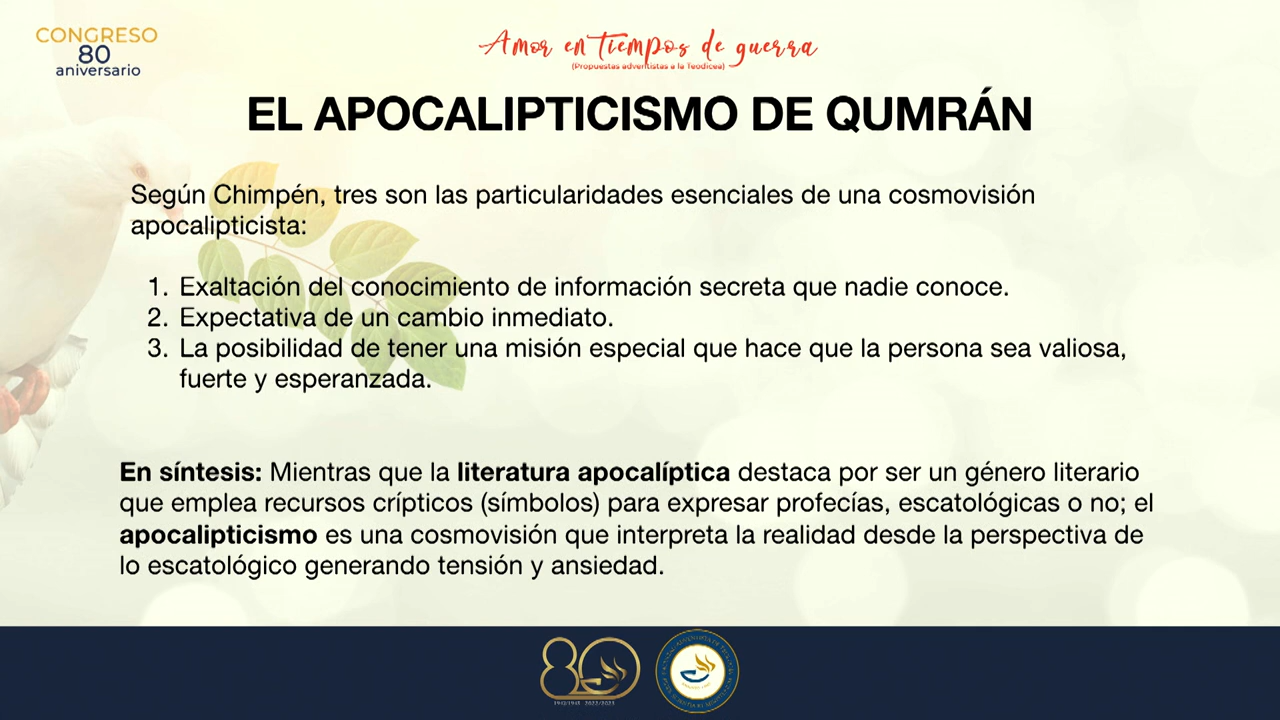 CONGRESO
80
aniversario
Amor en Tiempos de guerra
(Propuestas adventistas a la Teodicea)
EL APOCALIPTICISMO DE QUMRÁN
Según Chimpén, tres son las particularidades esenciales de una cosmovisión
apocalipticista:
1. Exaltación del conocimiento de información secreta que nadie conoce.
2. Expectativa de un cambio inmediato.
3. La posibilidad de tener una misión especial que hace que la persona sea valiosa,
fuerte y esperanzada.
En síntesis: Mientras que la literatura apocalíptica destaca por ser un género literario
que emplea recursos crípticos (símbolos) para expresar profecías, escatológicas o no; el
apocalipticismo es una cosmovisión que interpreta la realidad desde la perspectiva de
lo escatológico generando tensión y ansiedad.
80